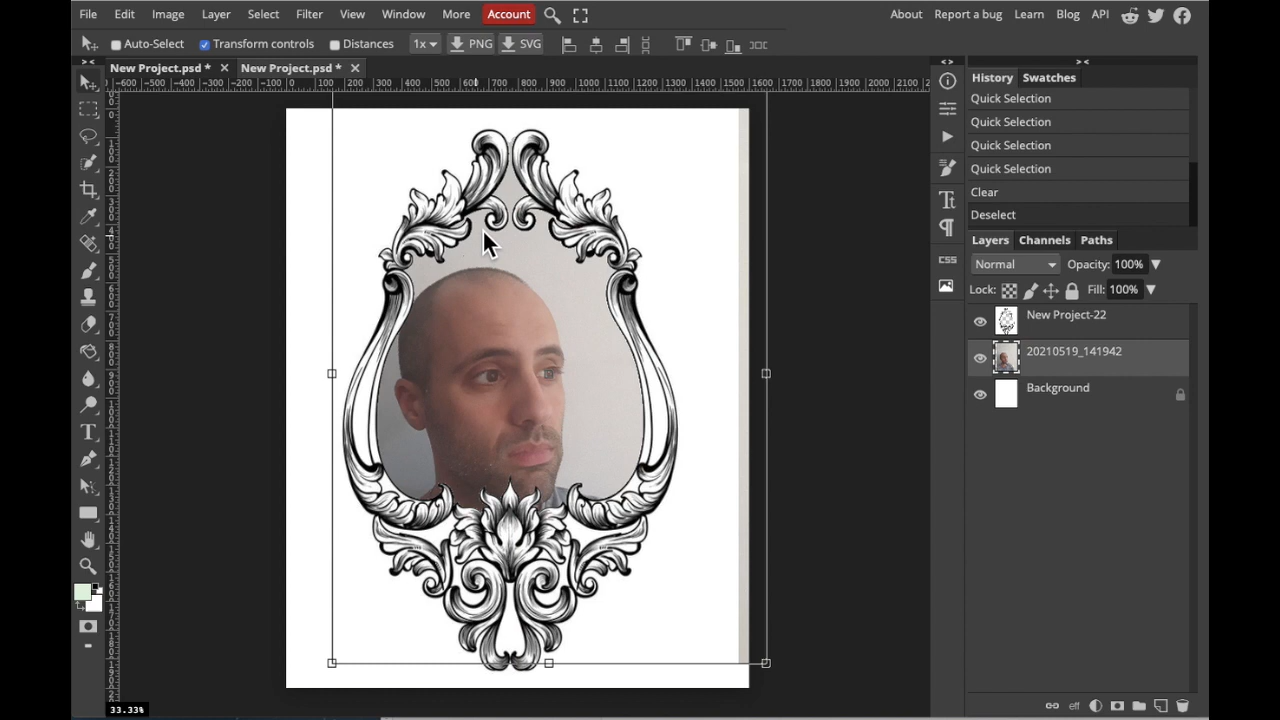 File Edit Image Layer Select Filter View Window More Account About Report a bug Learn Blog API
Auto-Select Transform controls Distances 1x PNG SVG
New Project.psd * New Project.psd *
-600 -500 -400 -300 -200 -100 0 100 200 300 400 500 600 700 800 900 1000 1100 1200 1300 1400 1500 1600 1700 1800 1900 2000 2100
History Swatches
Quick Selection
Quick Selection
Quick Selection
Quick Selection
Clear
Deselect
Layers Channels Paths
Normal Opacity: 100%
Lock: Fill: 100%
New Project-22
20210519_141942
Background
CSS
eff
33.33%